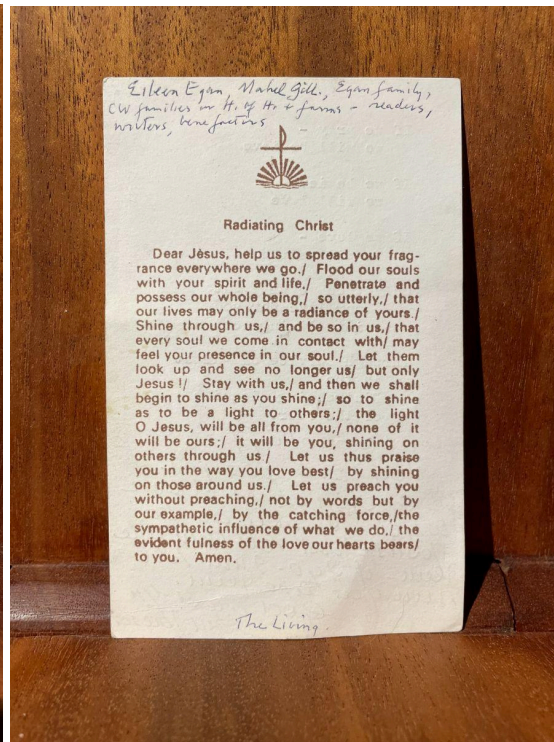 Eileen Egan, Mabel Gill., Egan family,
CW families in H. of H. + farms - readers,
writers, benefactors
Radiating Christ
Dear Jèsus, help us to spread your frag-
rance everywhere we go./ Flood our souls
with your spirit and life./ Penetrate and
possess our whole being,/ so utterly,/ that
our lives may only be a radiance of yours./
Shine through us,/ and be so in us,/ that
every soul we come in contact with/ may
feel your presence in our soul./ Let them
look up and see no longer us/ but only
Jesus!/ Stay with us,/ and then we shall
begin to shine as you shine;/ so to shine
as to be a light to others;/ the light
O Jesus, will be all from you,/ none of it
will be ours;/ it will be you, shining on
others through us/ Let us thus praise
you in the way you love best/ by shining
on those around us./ Let us preach you
without preaching,/ not by words but by
our example,/ by the catching force,/the
sympathetic influence of what we do,/ the
evident fulness of the love our hearts bears/
to you. Amen.
The Living